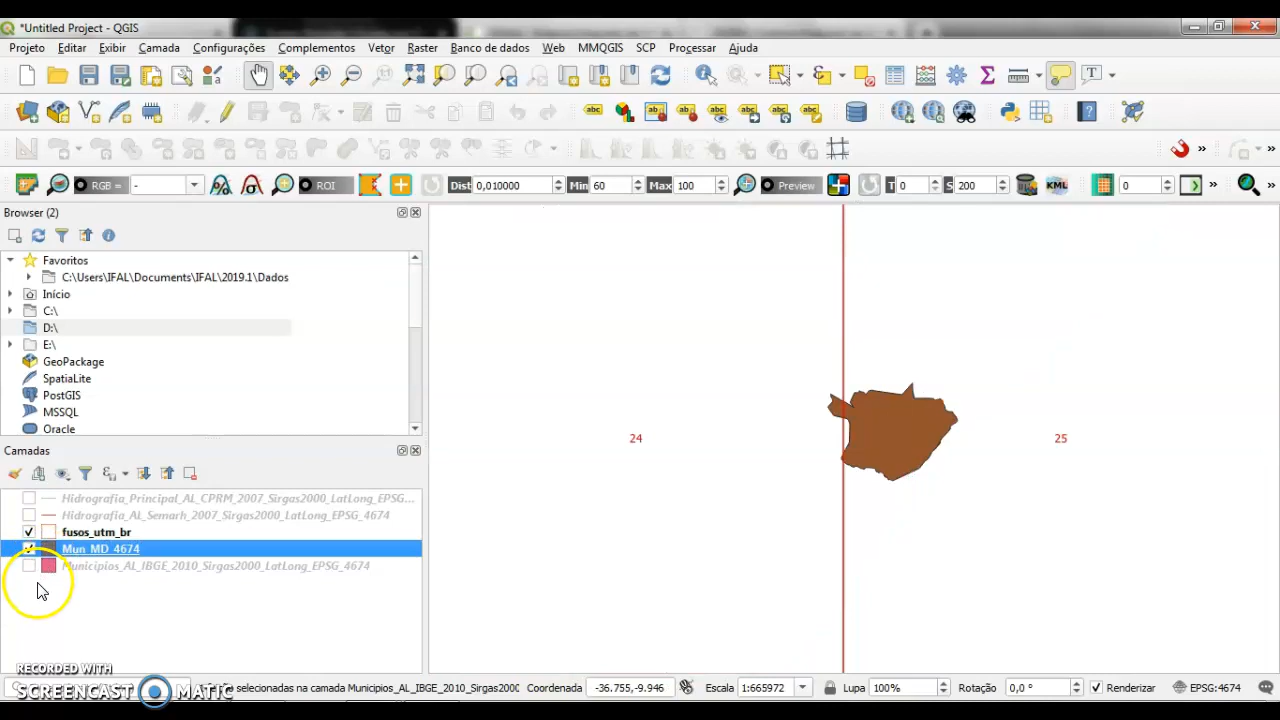 *Untitled Project - QGIS
Projeto Editar Exibir Camada Configurações Complementos Vetor Raster Banco de dados Web MMQGIS SCP Processar Ajuda
RGB = - ROI Dist 0,010000 Min 60 Max 100 Preview T 0 S 200 KML 0
Browser (2)
Favoritos
C:\Users\IFAL\Documents\IFAL\2019.1\Dados
Início
C:\
D:\
E:\
GeoPackage
SpatiaLite
PostGIS
MSSQL
Oracle
24
25
Camadas
Hidrografia_Principal_AL_CPRM_2007_Sirgas2000_LatLong_EPSG...
Hidrografia_AL_Semarh_2007_Sirgas2000_LatLong_EPSG_4674
fusos_utm_br
Mun_MD_4674
Municipios_AL_IBGE_2010_Sirgas2000_LatLong_EPSG_4674
RECORDED WITH
SCREENCAST MATIC
selecionadas na camada Municípios_AL_IBGE_2010_Sirgas2000 Coordenada -36.755,-9.946 Escala 1:665972 Lupa 100% Rotação 0,0 ° Renderizar EPSG:4674